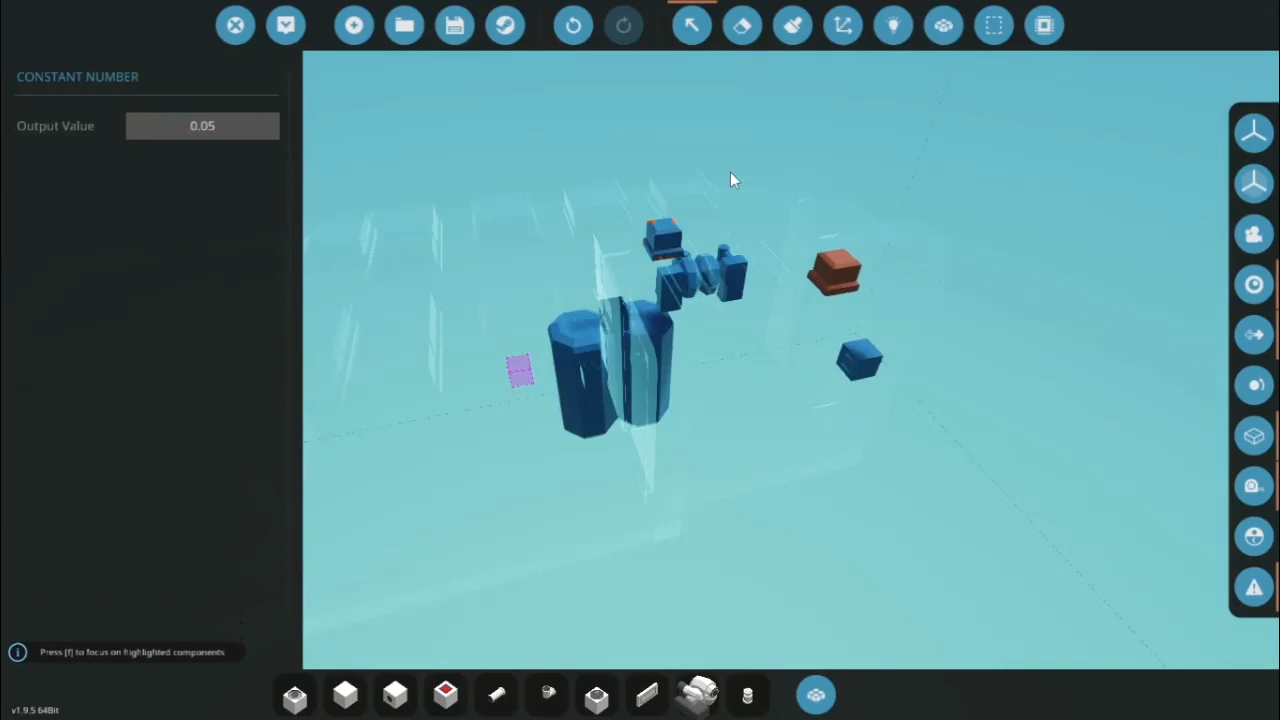 CONSTANT NUMBER
Output Value 0.05
Press [f] to focus on highlighted components
v1.9.5 64Bit